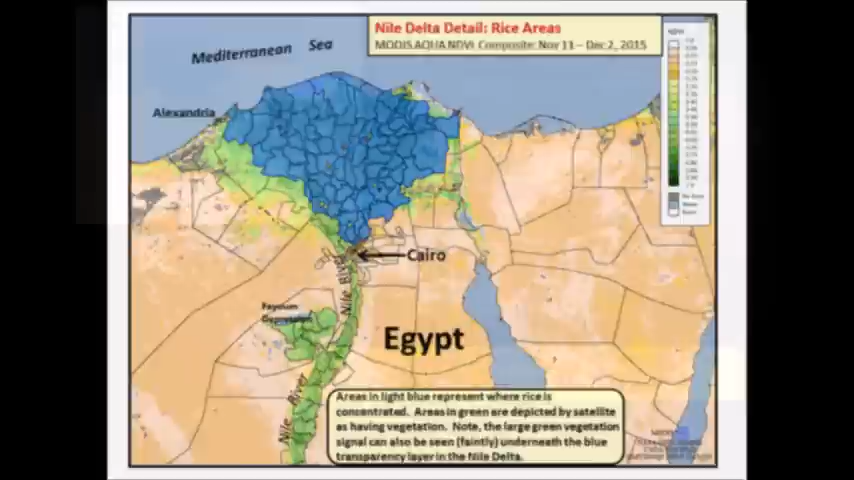 Nile Delta Detail: Rice Areas
MODIS AQUA NDVI Composite: Nov 11 – Dec 2, 2015
Mediterranean Sea
Alexandria
Cairo
Nile River
Fayoum
Depression
Egypt
Nile River
Areas in light blue represent where rice is
concentrated. Areas in green are depicted by satellite
as having vegetation. Note, the large green vegetation
signal can also be seen (faintly) underneath the blue
transparency layer in the Nile Delta.